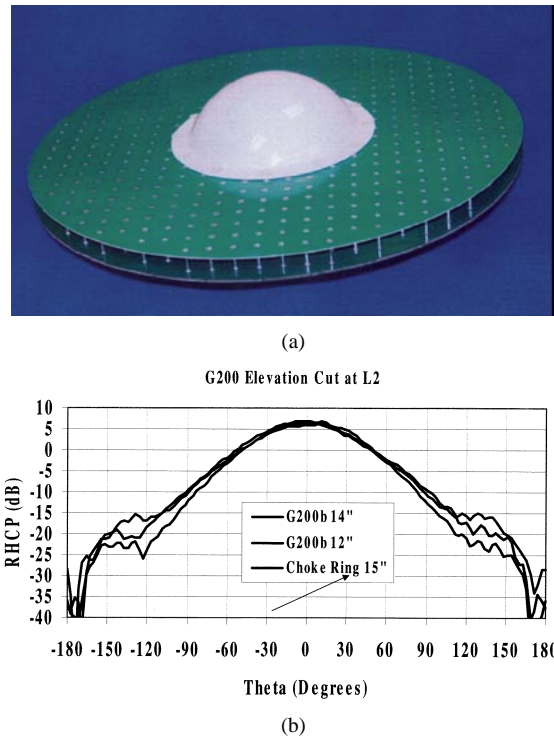 (a)
G200 Elevation Cut at L2
10
5
0
-5
-10
-15
-20
-25
-30
-35
-40
RHCP (dB)
G200b 14"
G200b 12"
Choke Ring 15"
-180 -150 -120 -90 -60 -30 0 30 60 90 120 150 180
Theta (Degrees)
(b)